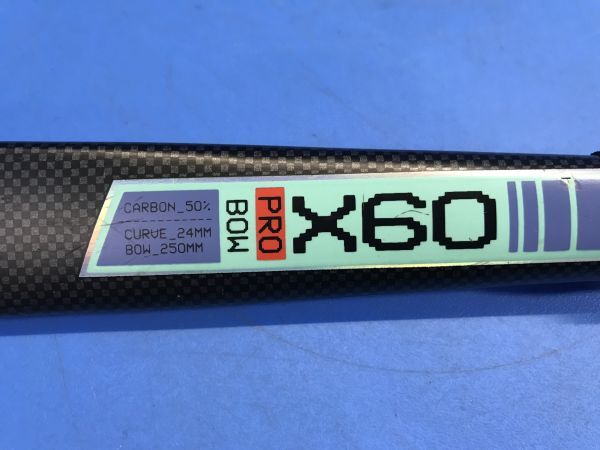 CARBON_50%
CURVE_24MM
BOW_250MM
PRO
BOW
X60